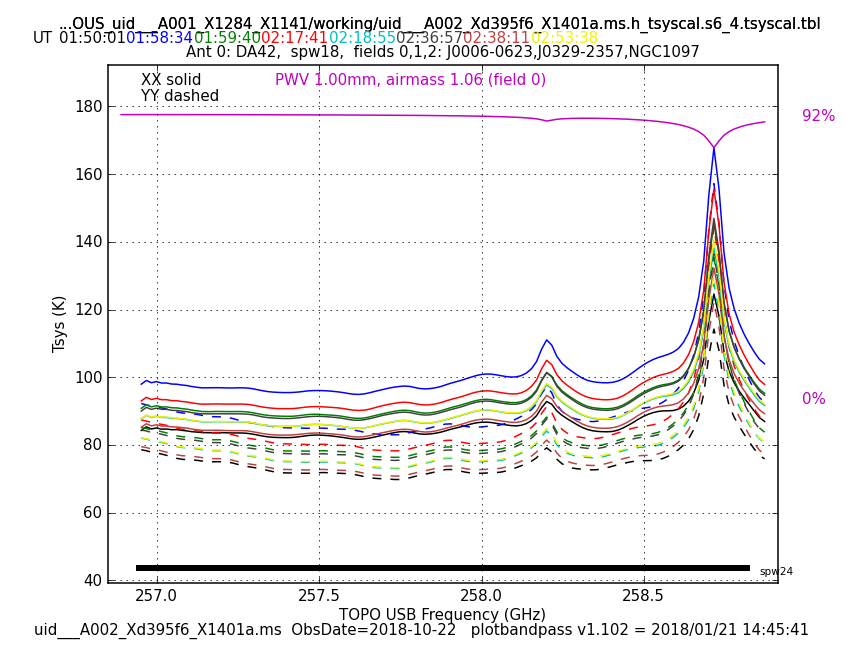 ...OUS_uid___A001_X1284_X1141/working/uid___A002_Xd395f6_X1401a.ms.h_tsyscal.s6_4.tsyscal.tbl
UT 01:50:01 01:58:34 01:59:40 02:17:41 02:18:55 02:36:57 02:38:11 02:53:38
Ant 0: DA42,  spw18,  fields 0,1,2: J0006-0623,J0329-2357,NGC1097
XX solid
PWV 1.00mm, airmass 1.06 (field 0)
YY dashed
180
92%
160
140
120
Tsys (K)
100
0%
80
60
40
spw24
257.0 257.5 258.0 258.5
TOPO USB Frequency (GHz)
uid___A002_Xd395f6_X1401a.ms  ObsDate=2018-10-22   plotbandpass v1.102 = 2018/01/21 14:45:41